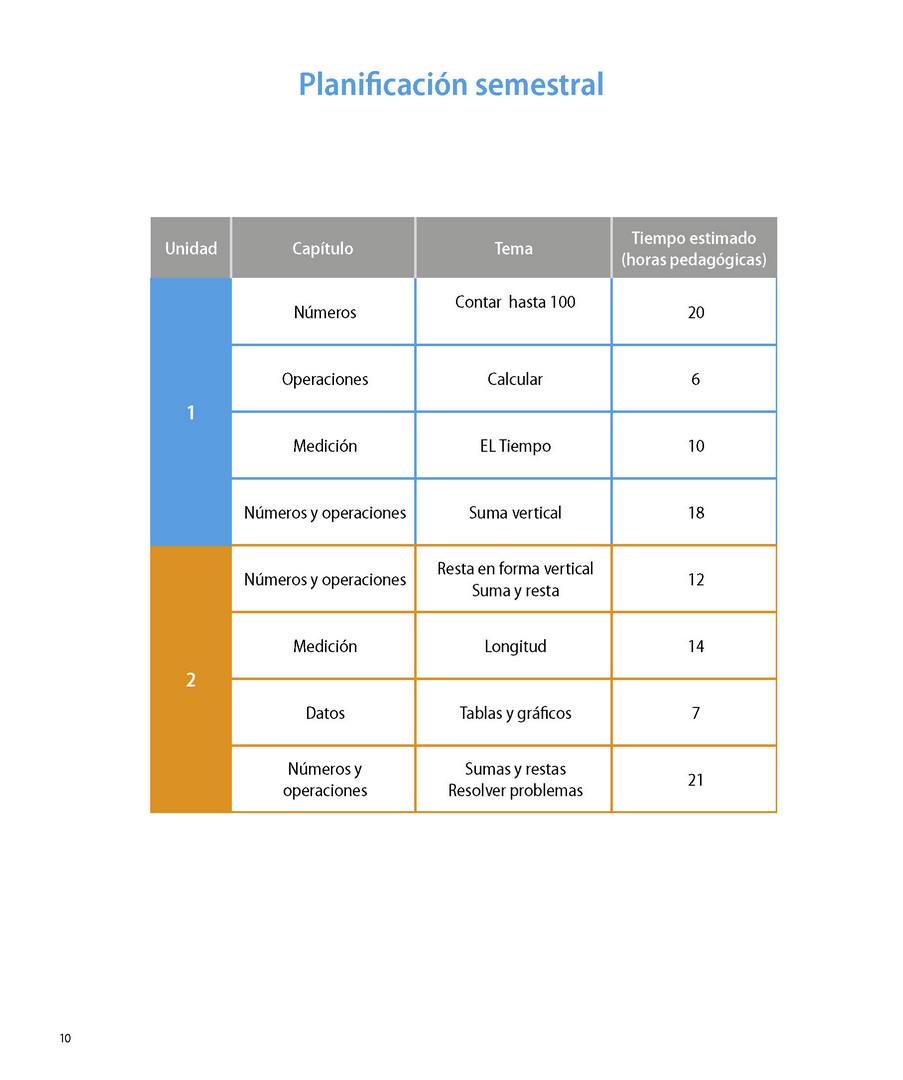 Planificación semestral
Unidad
Capítulo
Tema
Tiempo estimado
(horas pedagógicas)
1
Números
Contar hasta 100
20
Operaciones
Calcular
6
Medición
EL Tiempo
10
Números y operaciones
Suma vertical
18
2
Números y operaciones
Resta en forma vertical
Suma y resta
12
Medición
Longitud
14
Datos
Tablas y gráficos
7
Números y
operaciones
Sumas y restas
Resolver problemas
21
10